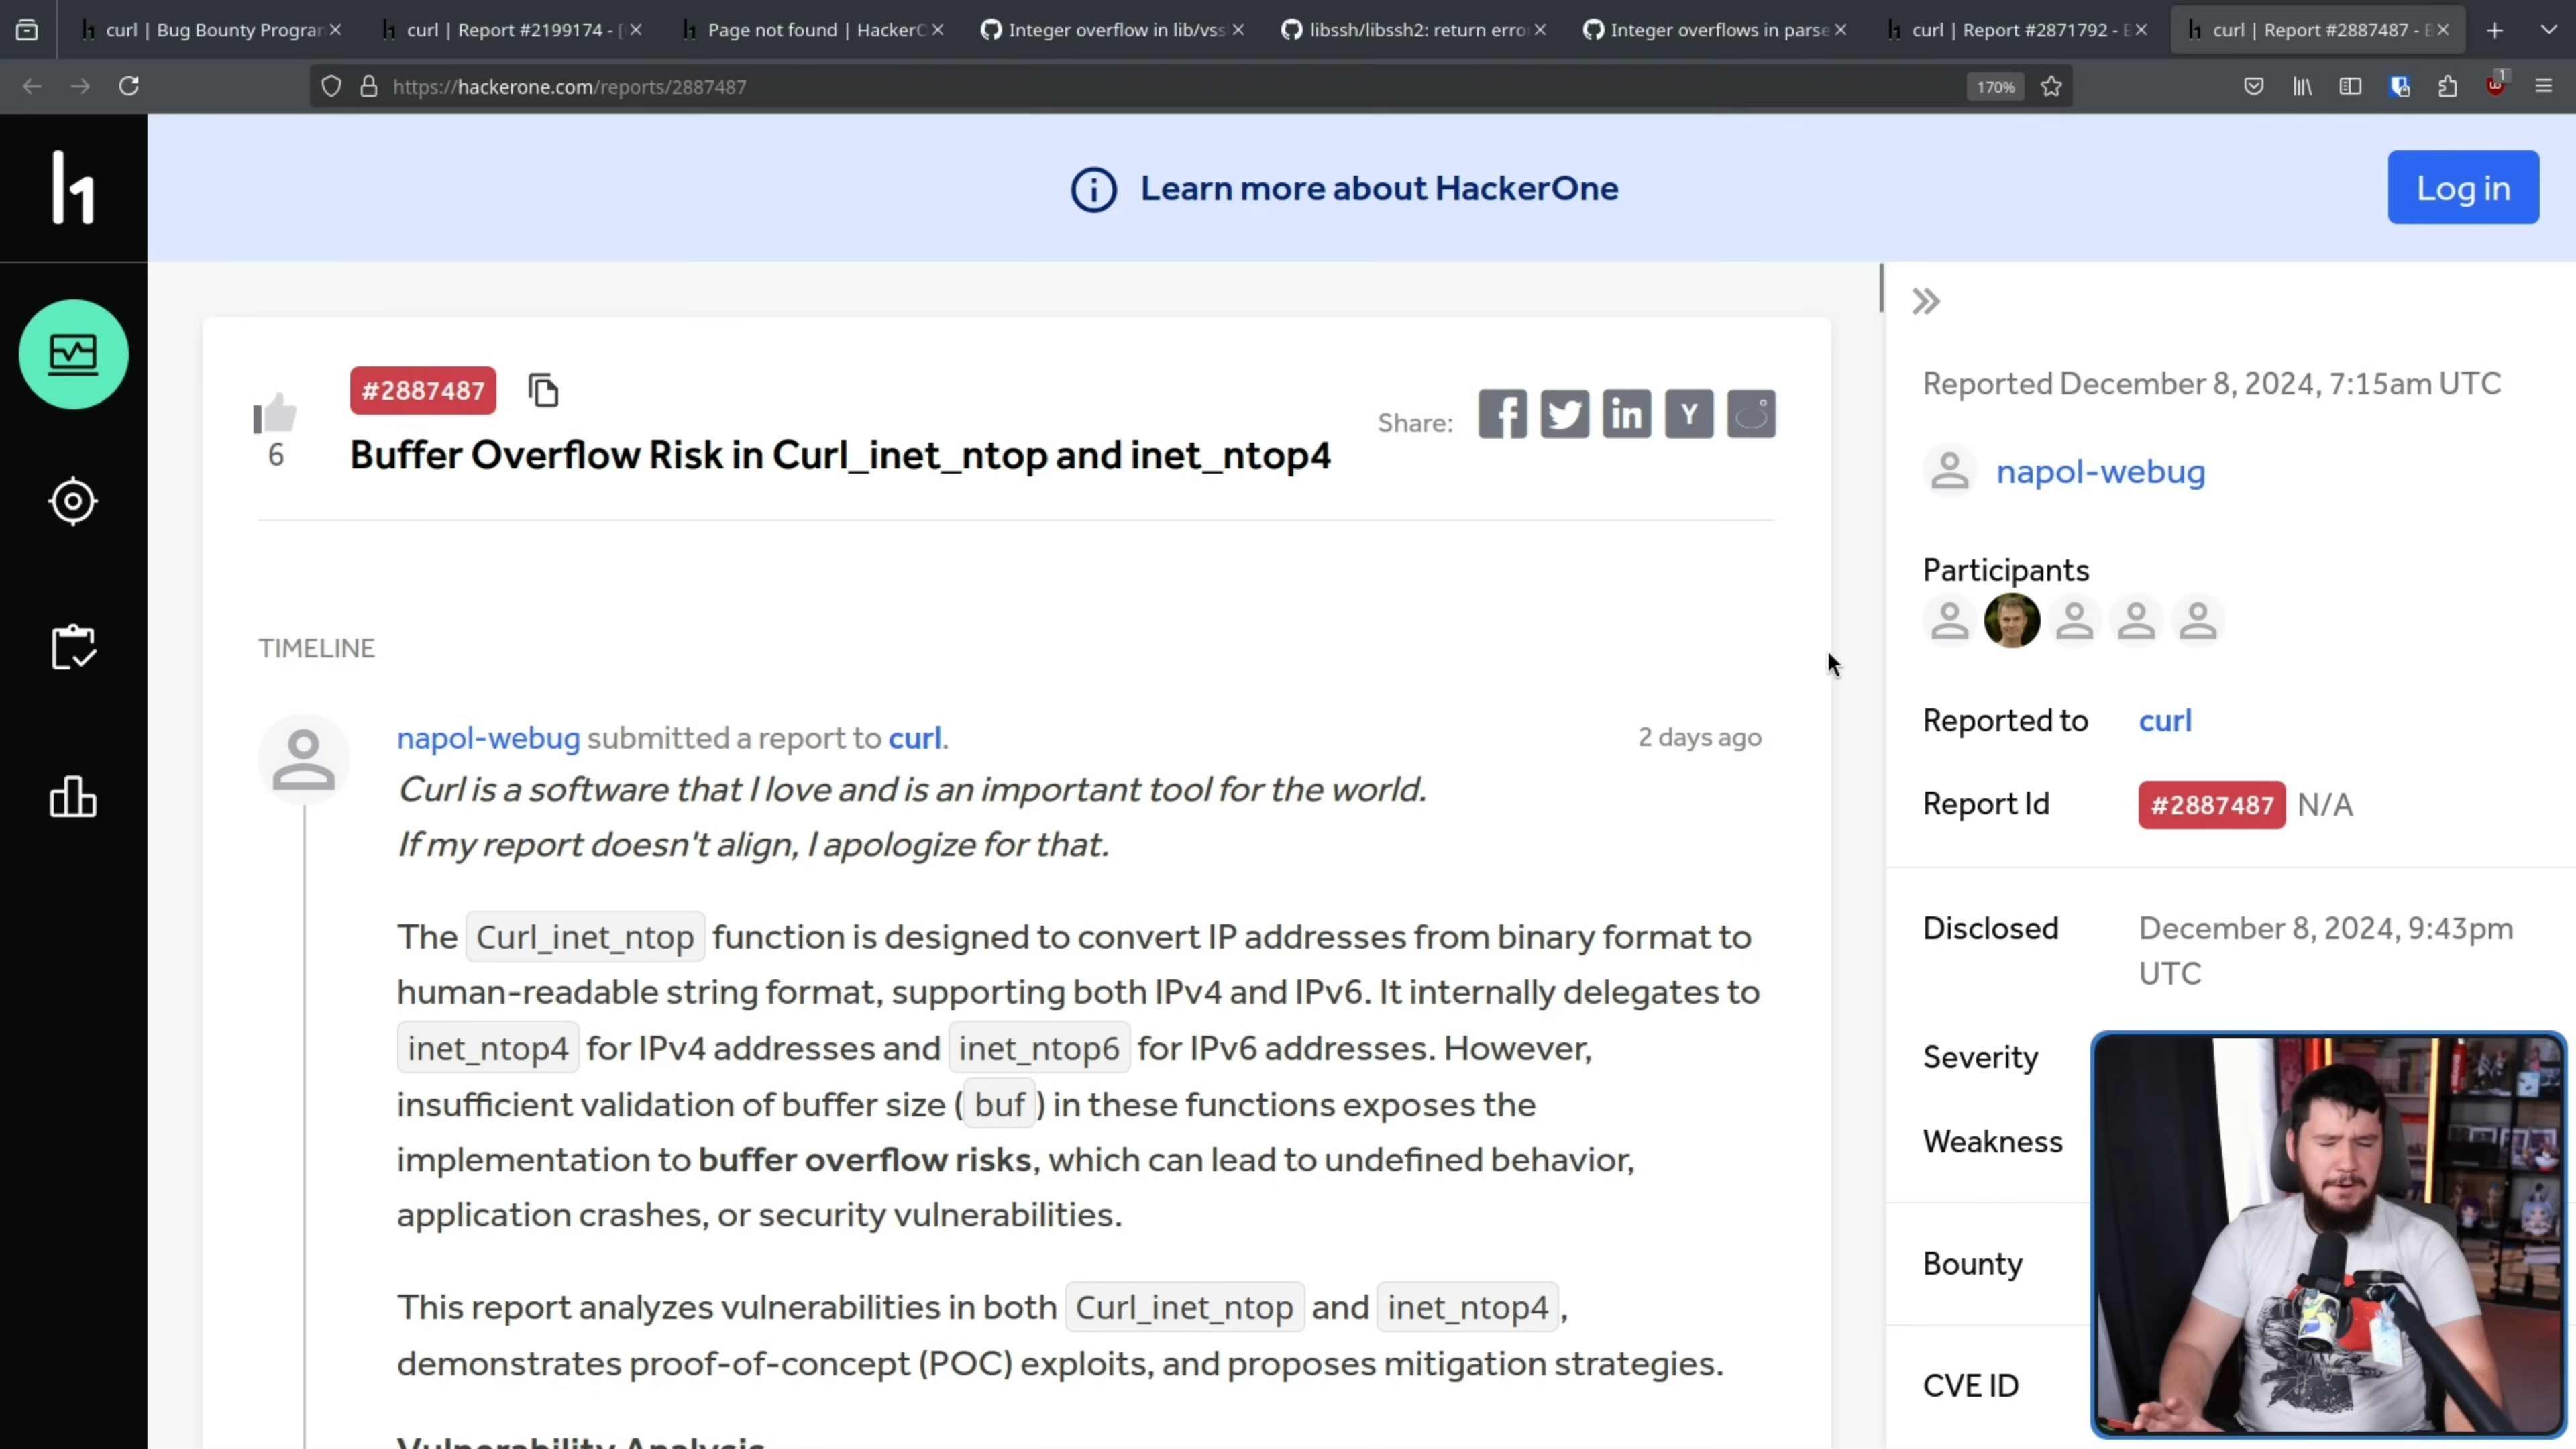 curl | Bug Bounty Progran
curl | Report #2199174 - [
Page not found | HackerO
Integer overflow in lib/vss
libssh/libssh2: return erro
Integer overflows in parse
curl | Report #2871792 - E
curl | Report #2887487 - E
https://hackerone.com/reports/2887487
170%
1
Learn more about HackerOne
Log in
#2887487
6
Buffer Overflow Risk in Curl_inet_ntop and inet_ntop4
Share:
TIMELINE
napol-webug submitted a report to curl.
2 days ago
Curl is a software that I love and is an important tool for the world.
If my report doesn't align, I apologize for that.
The Curl_inet_ntop function is designed to convert IP addresses from binary format to
human-readable string format, supporting both IPv4 and IPv6. It internally delegates to
inet_ntop4 for IPv4 addresses and inet_ntop6 for IPv6 addresses. However,
insufficient validation of buffer size ( buf ) in these functions exposes the
implementation to buffer overflow risks, which can lead to undefined behavior,
application crashes, or security vulnerabilities.
This report analyzes vulnerabilities in both Curl_inet_ntop and inet_ntop4 ,
demonstrates proof-of-concept (POC) exploits, and proposes mitigation strategies.
Vulnerability Analysis
Reported December 8, 2024, 7:15am UTC
napol-webug
Participants
Reported to curl
Report Id #2887487 N/A
Disclosed December 8, 2024, 9:43pm
UTC
Severity
Weakness
Bounty
CVE ID